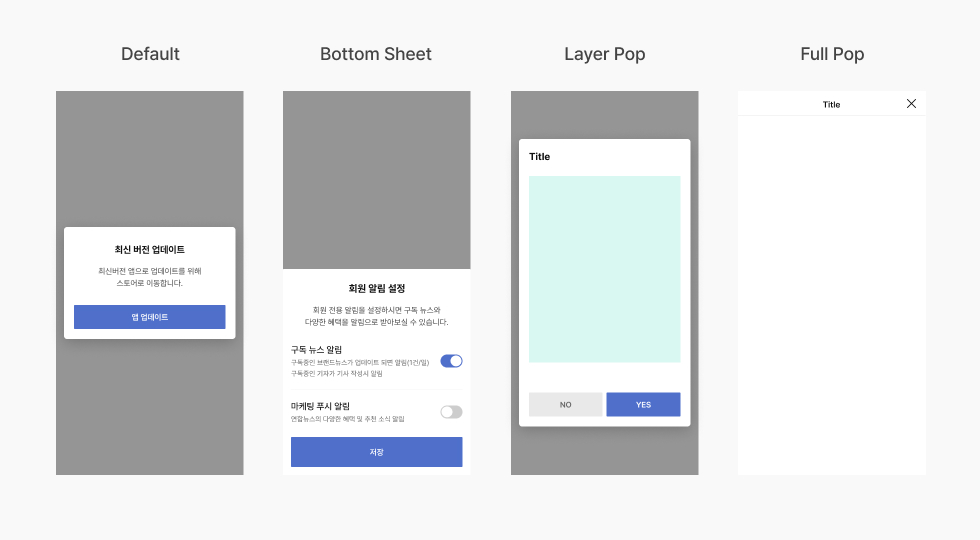 Default
최신 버전 업데이트
최신버전 앱으로 업데이트를 위해
스토어로 이동합니다.
앱 업데이트
Bottom Sheet
회원 알림 설정
회원 전용 알림을 설정하시면 구독 뉴스와
다양한 혜택을 알림으로 받아보실 수 있습니다.
구독 뉴스 알림
구독중인 브랜드뉴스가 업데이트 되면 알림(1건/일)
구독중인 기자가 기사 작성시 알림
마케팅 푸시 알림
연합뉴스의 다양한 혜택 및 추천 소식 알림
저장
Layer Pop
Title
NO
YES
Full Pop
Title